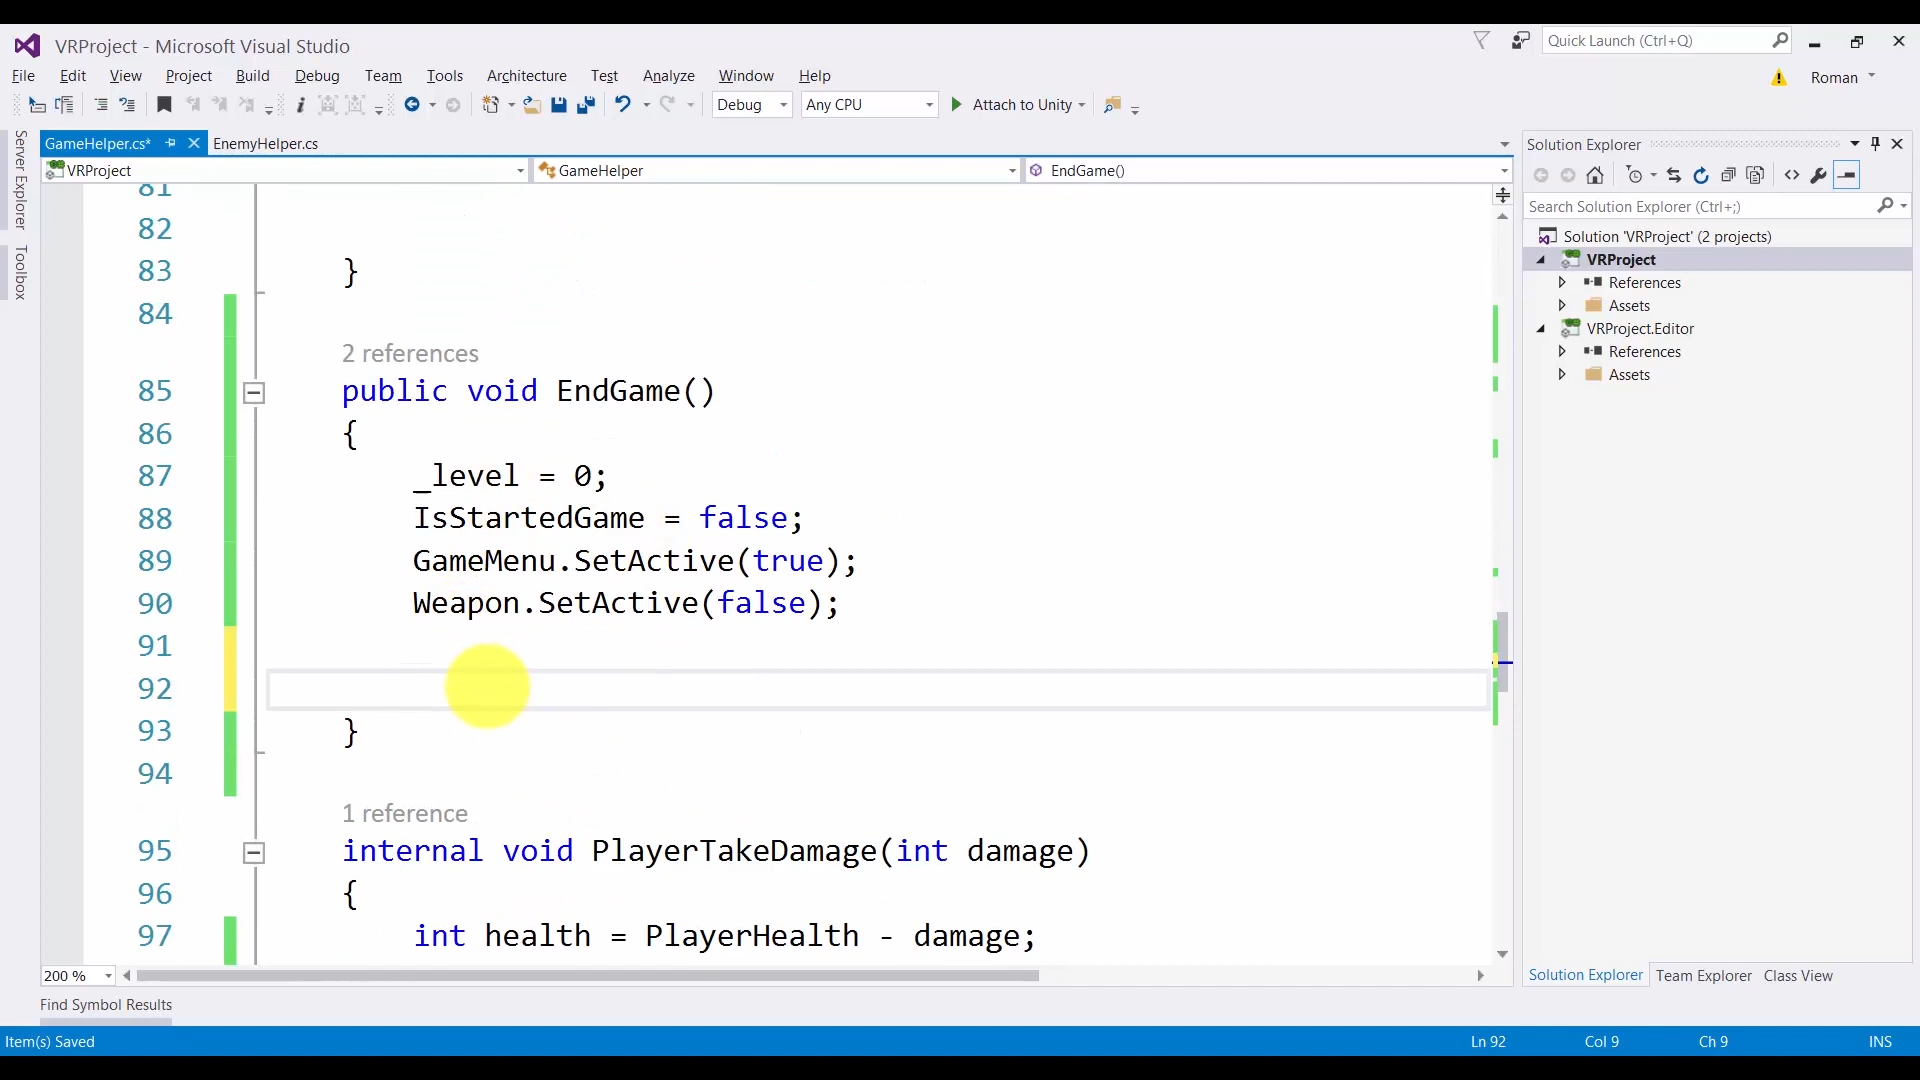 VRProject - Microsoft Visual Studio
Quick Launch (Ctrl+Q)
File Edit View Project Build Debug Team Tools Architecture Test Analyze Window Help
Roman
Debug Any CPU Attach to Unity
Server Explorer
Toolbox
GameHelper.cs* EnemyHelper.cs
VRProject GameHelper EndGame()
81
82
83 }
84
2 references
85 public void EndGame()
86 {
87 _level = 0;
88 IsStartedGame = false;
89 GameMenu.SetActive(true);
90 Weapon.SetActive(false);
91
92
93 }
94
1 reference
95 internal void PlayerTakeDamage(int damage)
96 {
97 int health = PlayerHealth - damage;
200 %
Solution Explorer
Search Solution Explorer (Ctrl+;)
Solution 'VRProject' (2 projects)
VRProject
References
Assets
VRProject.Editor
References
Assets
Solution Explorer Team Explorer Class View
Find Symbol Results
Item(s) Saved Ln 92 Col 9 Ch 9 INS